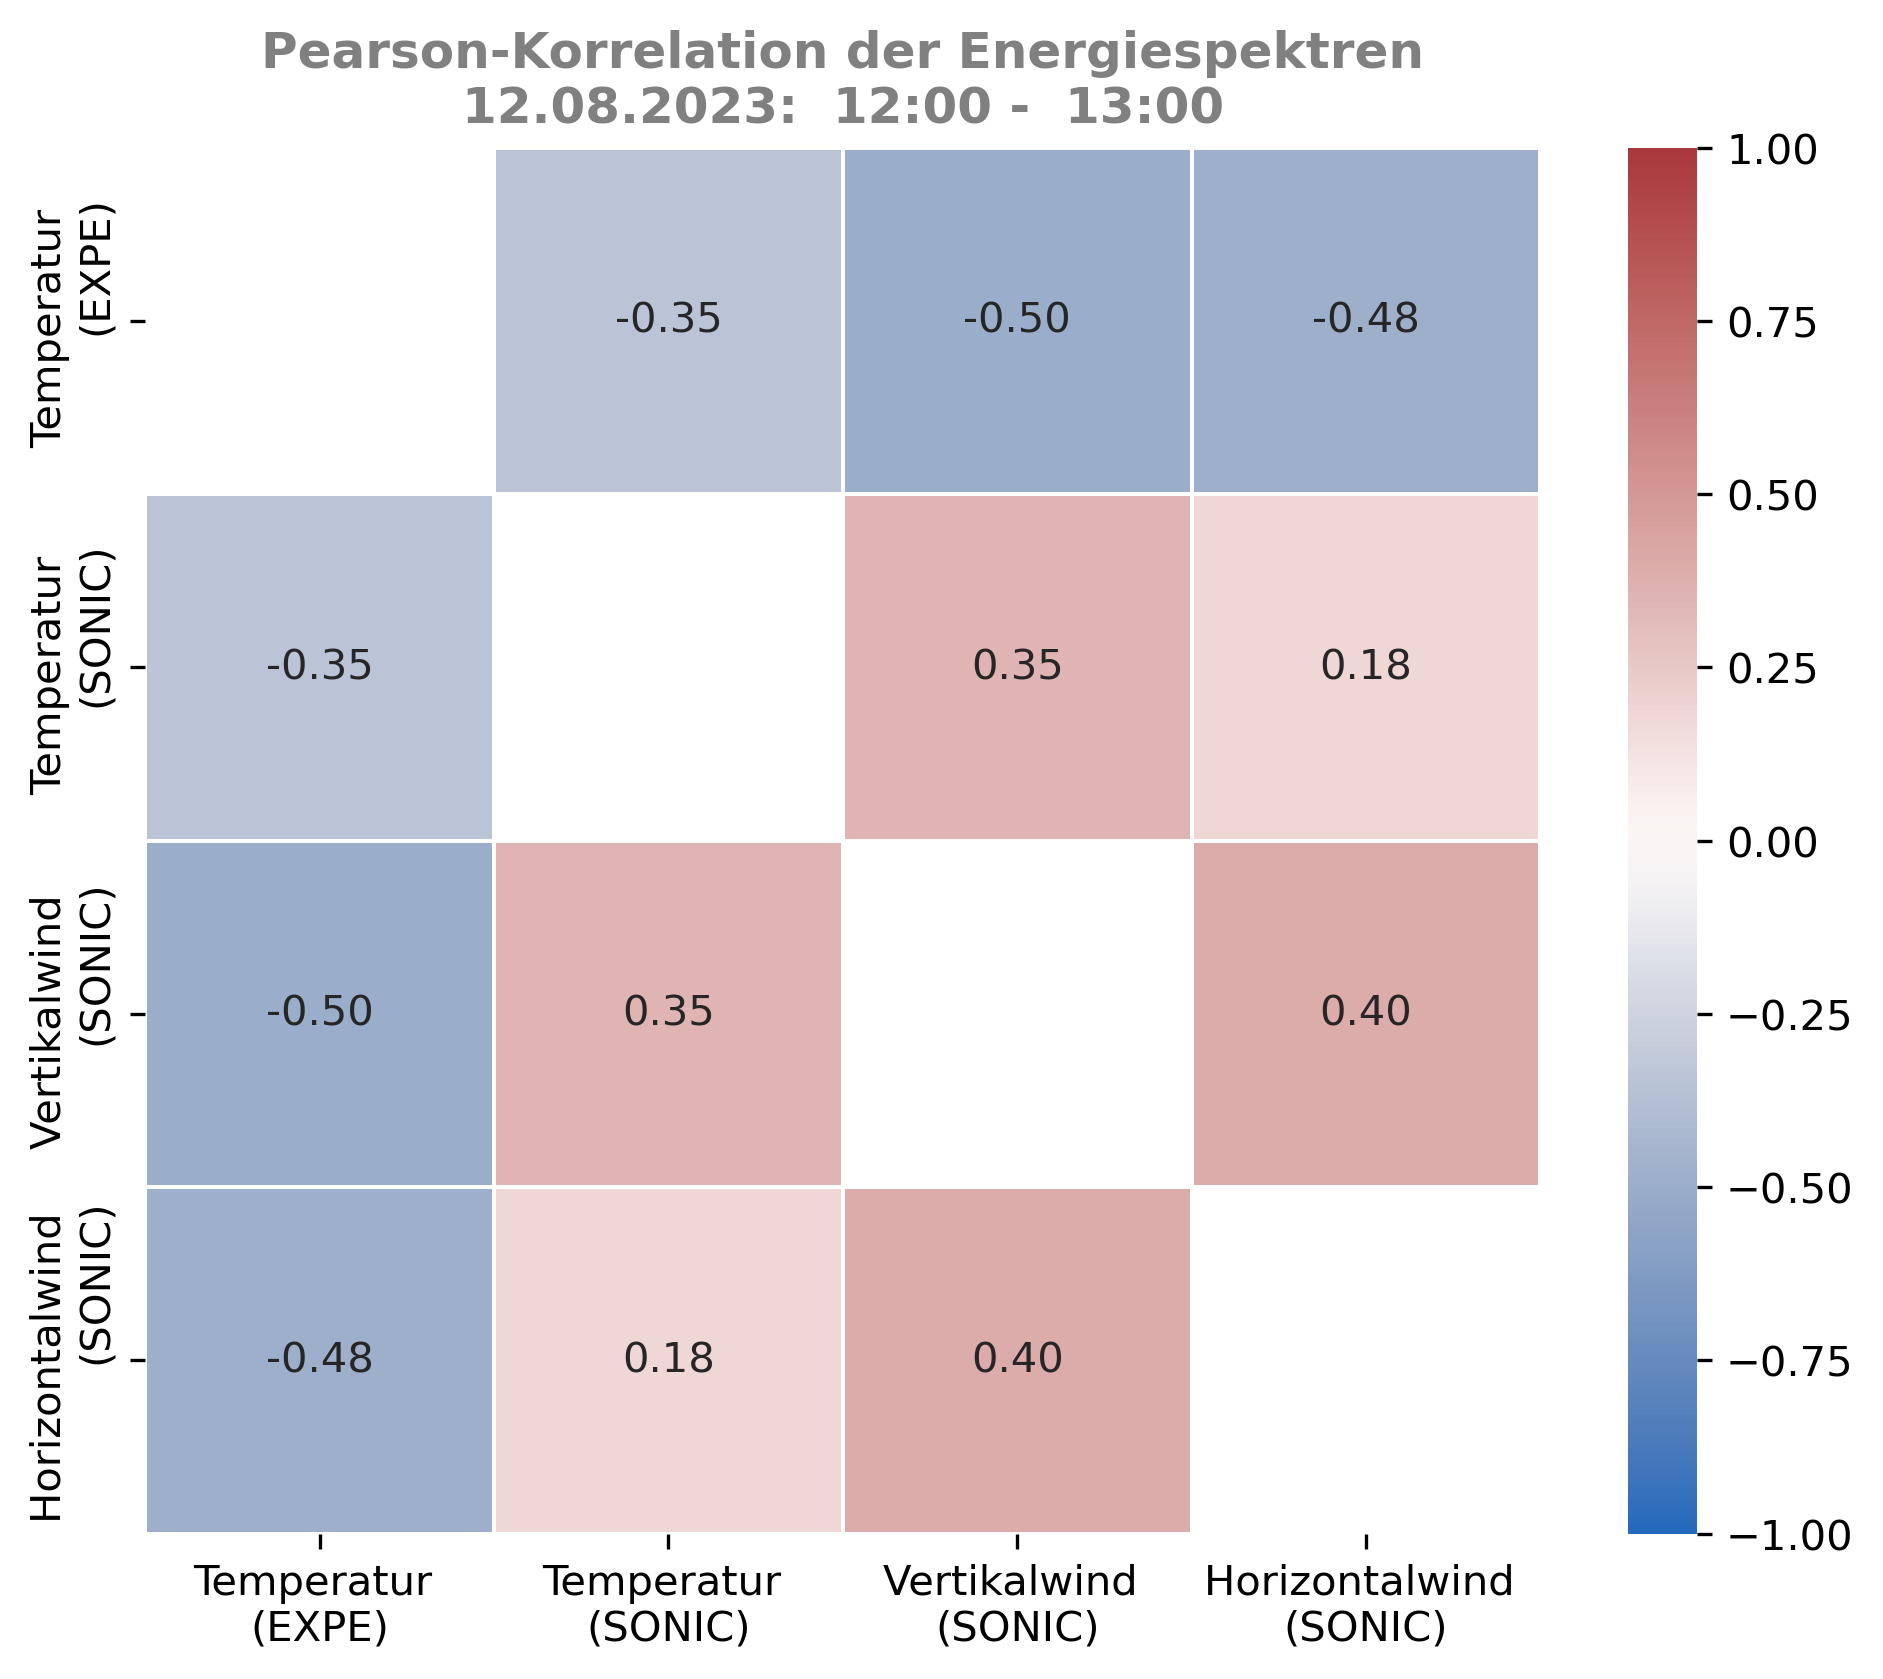 Pearson-Korrelation der Energiespektren
12.08.2023:  12:00 -  13:00
Temperatur
(EXPE)
-0.35
-0.50
-0.48
Temperatur
(SONIC)
-0.35
0.35
0.18
Vertikalwind
(SONIC)
-0.50
0.35
0.40
Horizontalwind
(SONIC)
-0.48
0.18
0.40
Temperatur
(EXPE)
Temperatur
(SONIC)
Vertikalwind
(SONIC)
Horizontalwind
(SONIC)
1.00
0.75
0.50
0.25
0.00
−0.25
−0.50
−0.75
−1.00